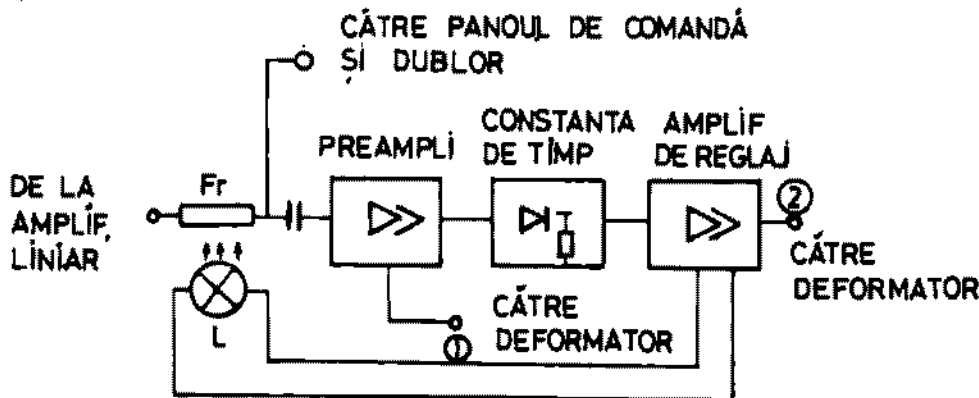 CĂTRE PANOUL DE COMANDĂ
ȘI DUBLOR
PREAMPLI
CONSTANTA
DE TIMP
AMPLIF
DE REGLAJ
DE LA
AMPLIF.
LINIAR
Fr
L
2
CĂTRE
DEFORMATOR
CĂTRE
DEFORMATOR
1